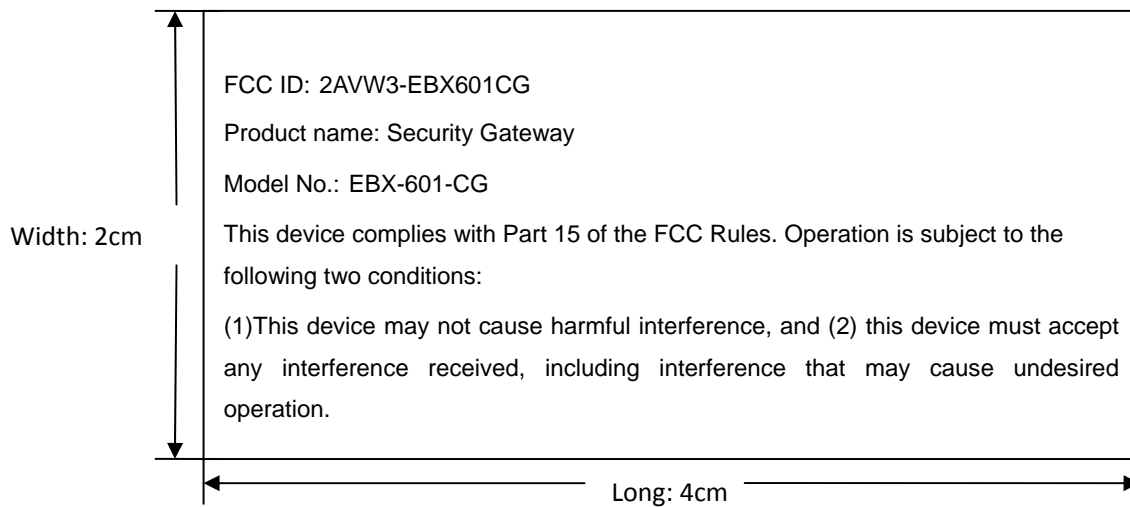 FCC ID: 2AVW3-EBX601CG
Product name: Security Gateway
Model No.: EBX-601-CG
Width: 2cm
This device complies with Part 15 of the FCC Rules. Operation is subject to the
following two conditions:
(1)This device may not cause harmful interference, and (2) this device must accept
any interference received, including interference that may cause undesired
operation.
Long: 4cm